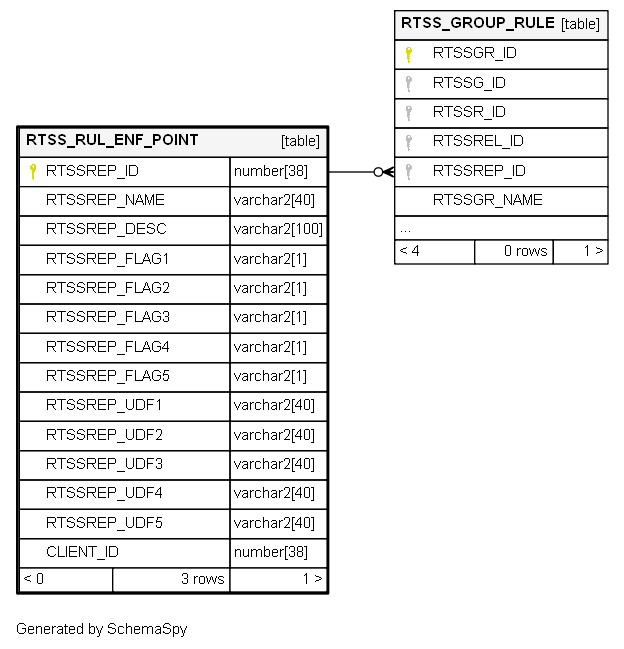 RTSS_GROUP_RULE [table]
RTSSGR_ID
RTSSG_ID
RTSSR_ID
RTSSREL_ID
RTSSREP_ID
RTSSGR_NAME
...
< 4 0 rows 1 >
RTSS_RUL_ENF_POINT [table]
RTSSREP_ID number[38]
RTSSREP_NAME varchar2[40]
RTSSREP_DESC varchar2[100]
RTSSREP_FLAG1 varchar2[1]
RTSSREP_FLAG2 varchar2[1]
RTSSREP_FLAG3 varchar2[1]
RTSSREP_FLAG4 varchar2[1]
RTSSREP_FLAG5 varchar2[1]
RTSSREP_UDF1 varchar2[40]
RTSSREP_UDF2 varchar2[40]
RTSSREP_UDF3 varchar2[40]
RTSSREP_UDF4 varchar2[40]
RTSSREP_UDF5 varchar2[40]
CLIENT_ID number[38]
< 0 3 rows 1 >
Generated by SchemaSpy